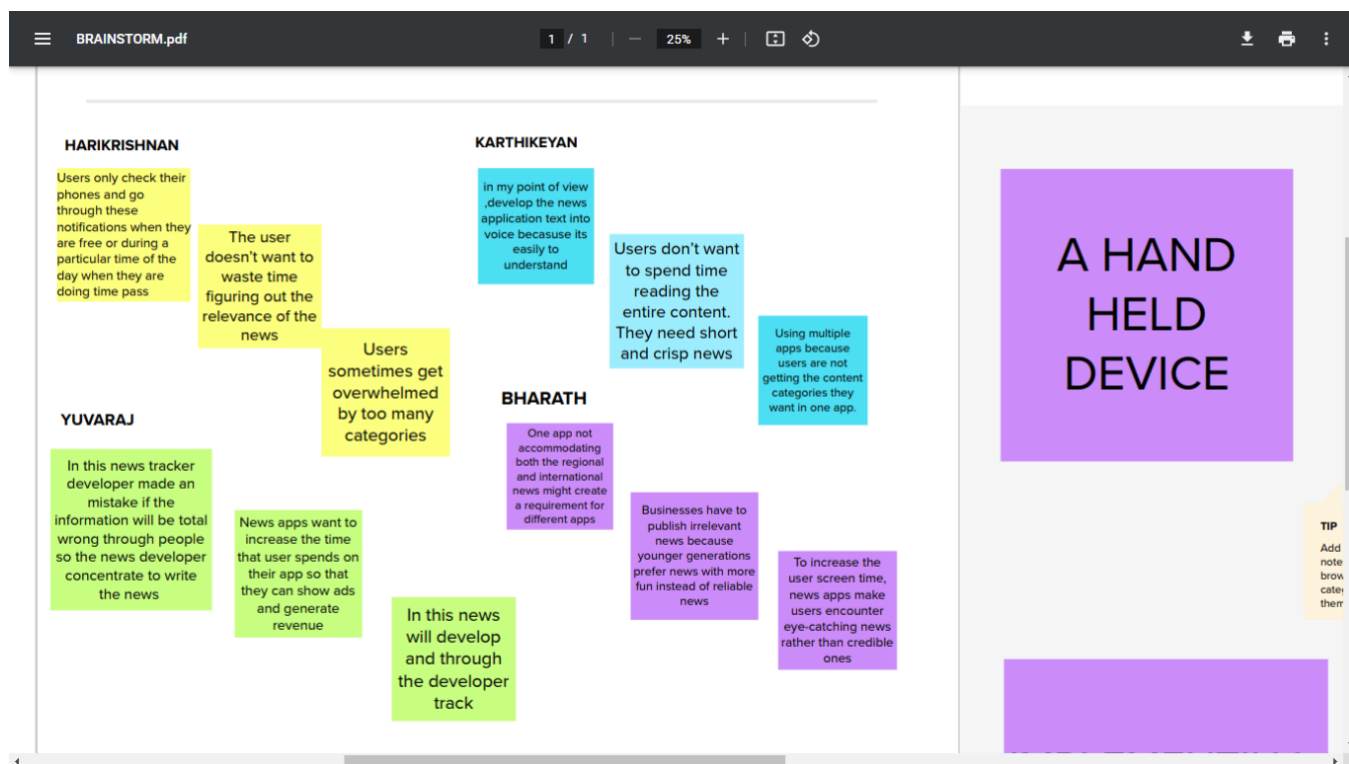 BRAINSTORM.pdf
1 / 1
25%
HARIKRISHNAN
Users only check their
phones and go
through these
notifications when they
are free or during a
particular time of the
day when they are
doing time pass
The user
doesn't want to
waste time
figuring out the
relevance of the
news
Users
sometimes get
overwhelmed
by too many
categories
KARTHIKEYAN
in my point of view
,develop the news
application text into
voice becasuse its
easily to
understand
Users don't want
to spend time
reading the
entire content.
They need short
and crisp news
Using multiple
apps because
users are not
getting the content
categories they
want in one app.
YUVARAJ
In this news tracker
developer made an
mistake if the
information will be total
wrong through people
so the news developer
concentrate to write
the news
News apps want to
increase the time
that user spends on
their app so that
they can show ads
and generate
revenue
In this news
will develop
and through
the developer
track
BHARATH
One app not
accommodating
both the regional
and international
news might create
a requirement for
different apps
Businesses have to
publish irrelevant
news because
younger generations
prefer news with more
fun instead of reliable
news
To increase the
user screen time,
news apps make
users encounter
eye-catching news
rather than credible
ones
A HAND
HELD
DEVICE
TIP
Add
note
brow
cate
them